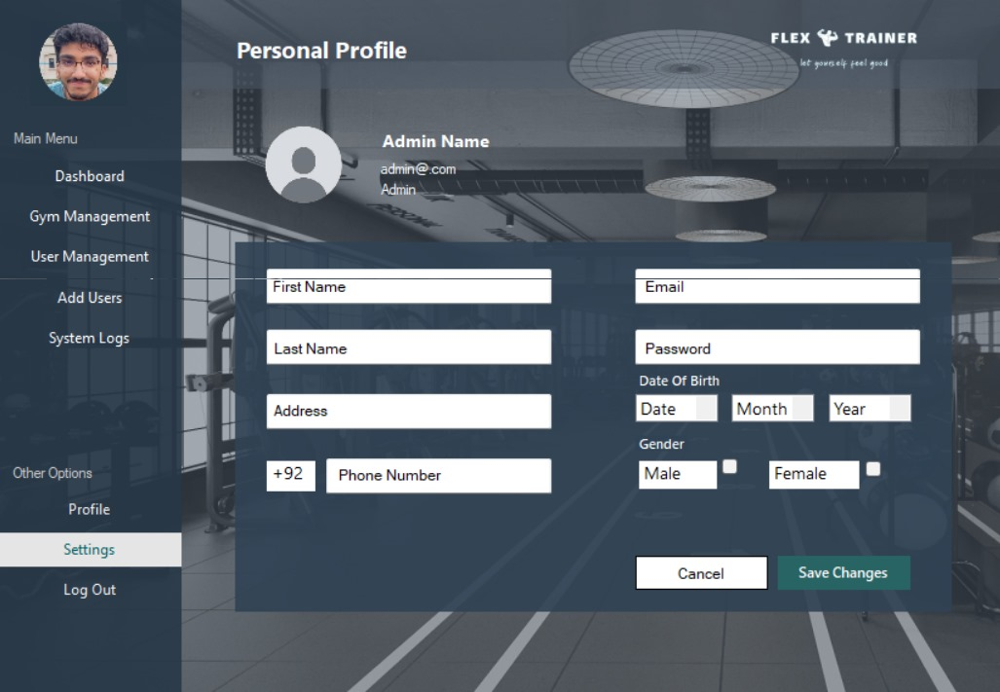 Personal Profile
FLEX TRAINER
let yourself feel good
Main Menu
Dashboard
Gym Management
User Management
Add Users
System Logs
Other Options
Profile
Settings
Log Out
Admin Name
admin@.com
Admin
First Name
Last Name
Address
+92 Phone Number
Email
Password
Date Of Birth
Date Month Year
Gender
Male Female
Cancel Save Changes